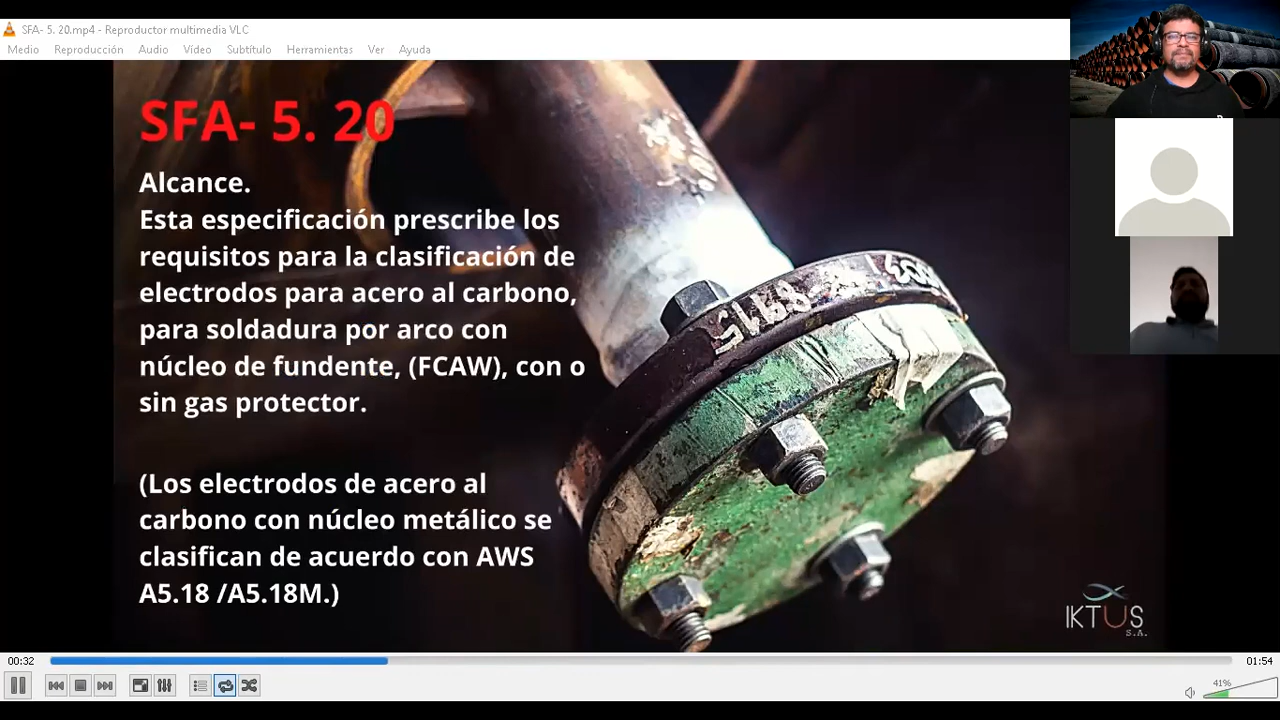 SFA- 5. 20.mp4 - Reproductor multimedia VLC
Medio Reproducción Audio Vídeo Subtítulo Herramientas Ver Ayuda
SFA- 5. 20
Alcance.
Esta especificación prescribe los
requisitos para la clasificación de
electrodos para acero al carbono,
para soldadura por arco con
núcleo de fundente, (FCAW), con o
sin gas protector.
(Los electrodos de acero al
carbono con núcleo metálico se
clasifican de acuerdo con AWS
A5.18 /A5.18M.)
IKTUS
S.A.
00:32
01:54
41%